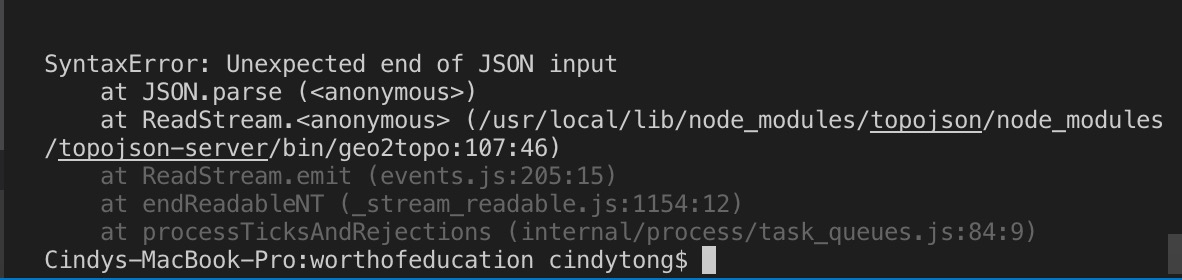 SyntaxError: Unexpected end of JSON input
    at JSON.parse (<anonymous>)
    at ReadStream.<anonymous> (/usr/local/lib/node_modules/topojson/node_modules
/topojson-server/bin/geo2topo:107:46)
    at ReadStream.emit (events.js:205:15)
    at endReadableNT (_stream_readable.js:1154:12)
    at processTicksAndRejections (internal/process/task_queues.js:84:9)
Cindys-MacBook-Pro:worthofeducation cindytong$